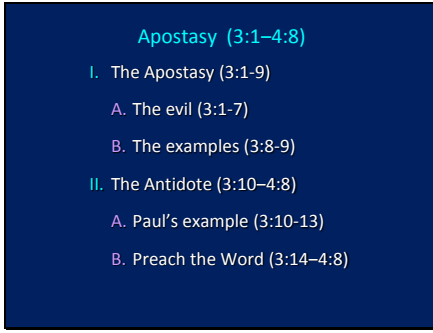 Apostasy (3:1–4:8)
I. The Apostasy (3:1-9)
A. The evil (3:1-7)
B. The examples (3:8-9)
II. The Antidote (3:10–4:8)
A. Paul’s example (3:10-13)
B. Preach the Word (3:14–4:8)